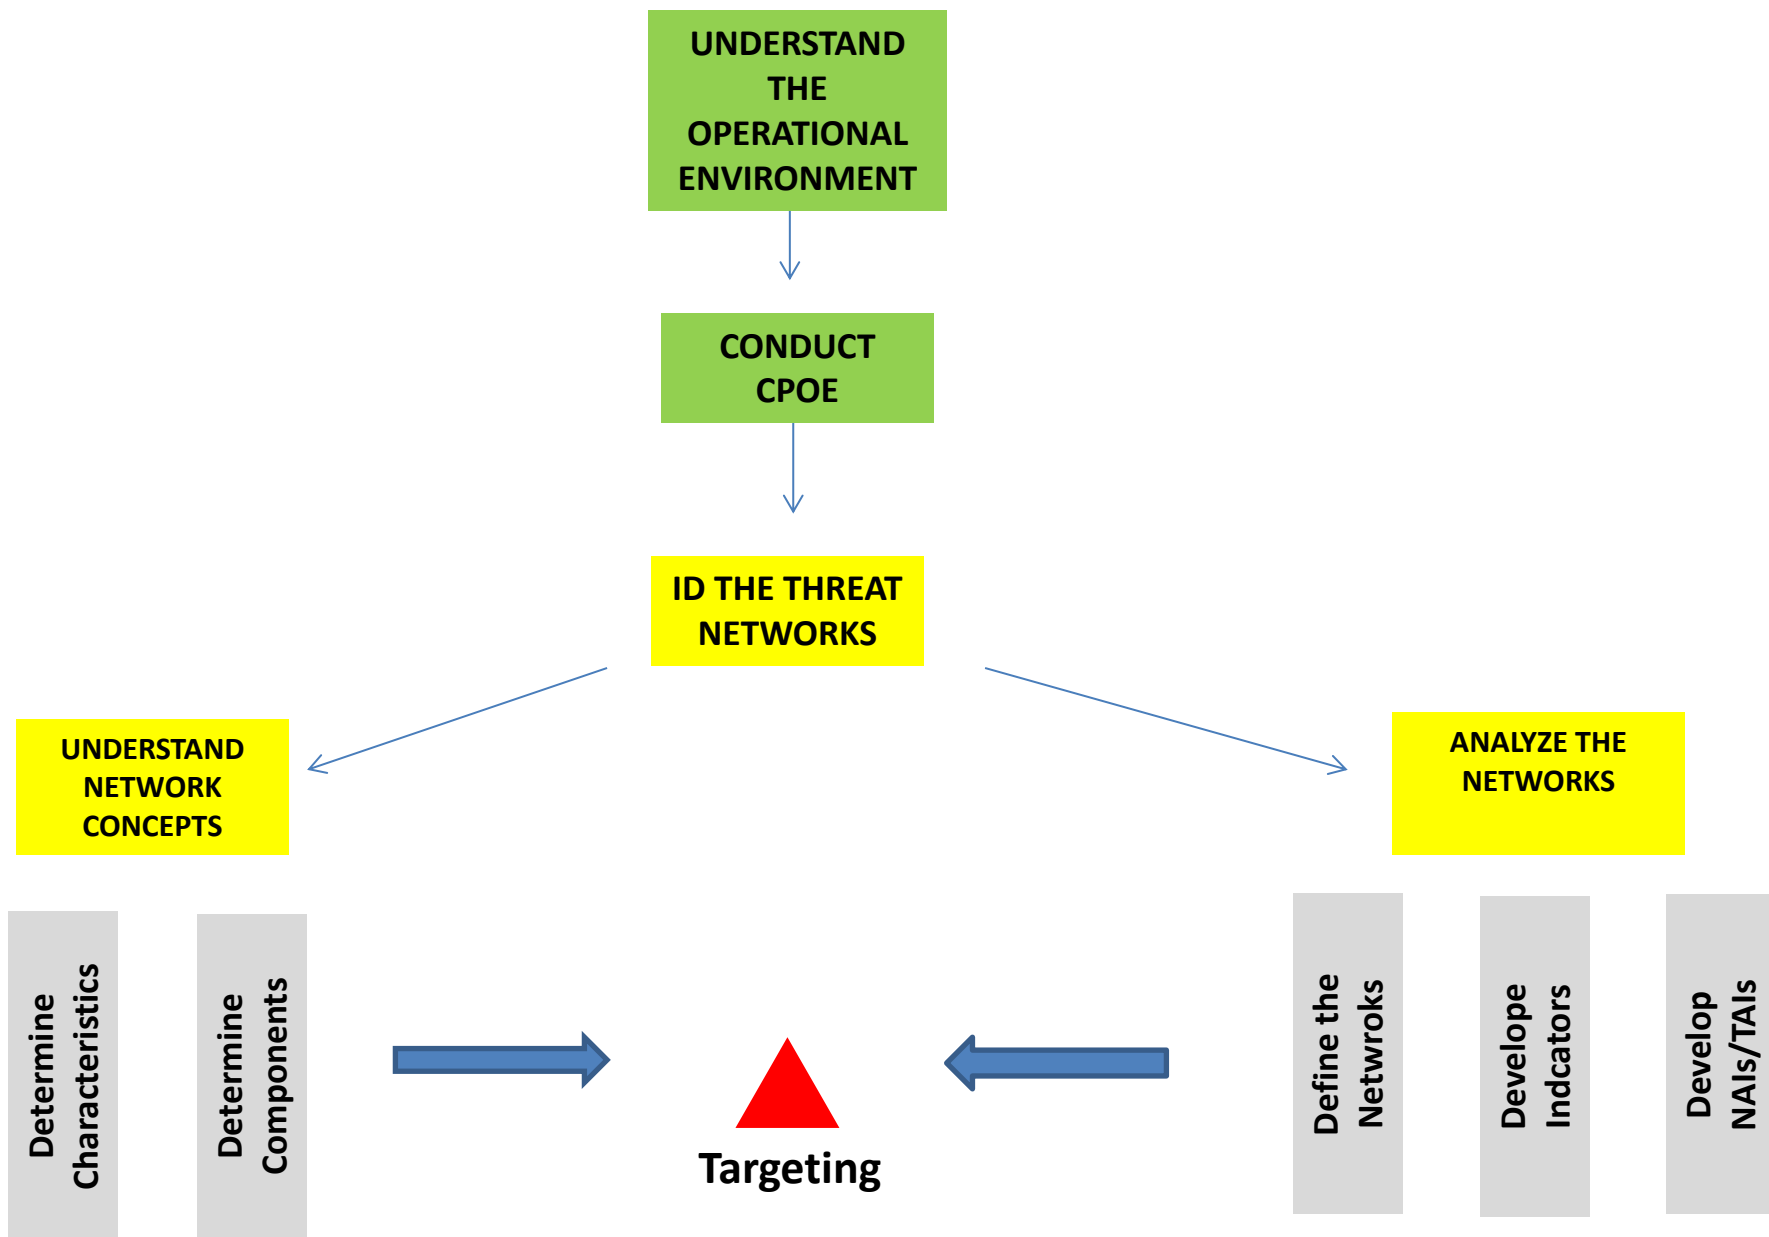 UNDERSTAND
THE
OPERATIONAL
ENVIRONMENT
CONDUCT
CPOE
ID THE THREAT
NETWORKS
UNDERSTAND
NETWORK
CONCEPTS
ANALYZE THE
NETWORKS
Determine
Characteristics
Determine
Components
Targeting
Define the
Netwroks
Develope
Indcators
Develop
NAIs/TAIs